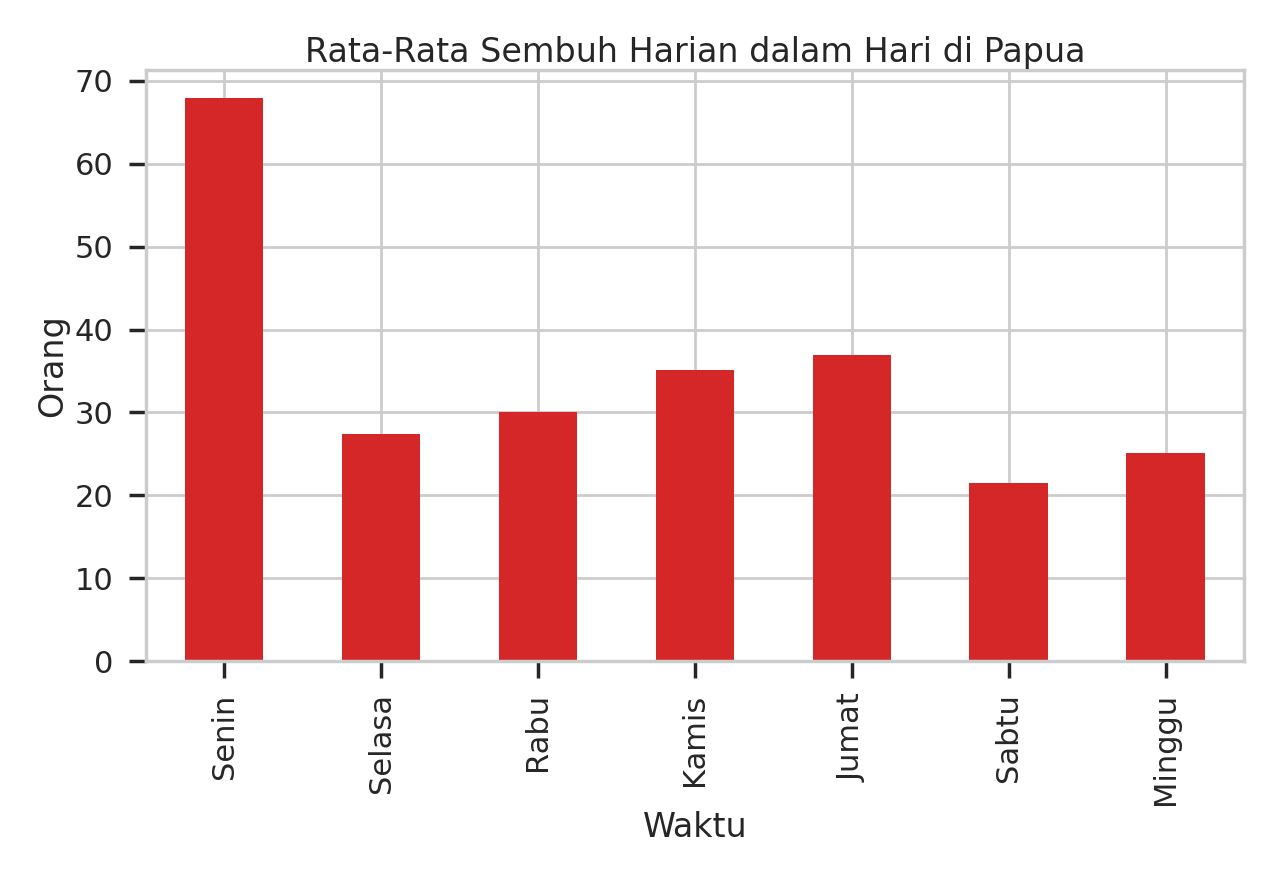 Rata-Rata Sembuh Harian dalam Hari di Papua
70
60
50
40
30
20
10
0
Orang
Senin
Selasa
Rabu
Kamis
Jumat
Sabtu
Minggu
Waktu